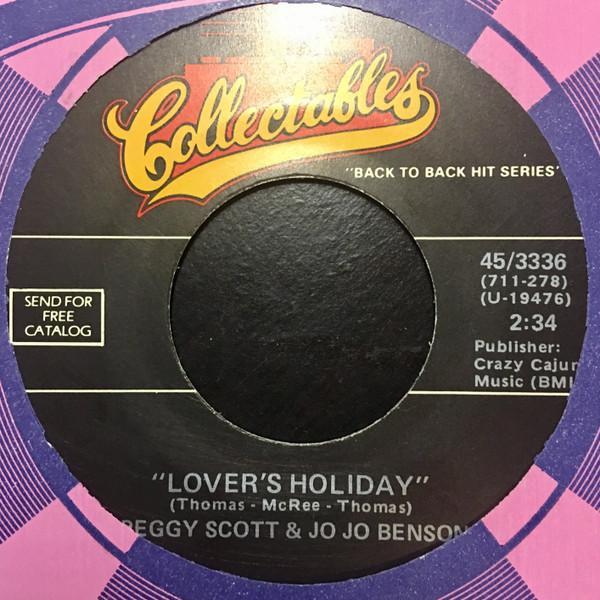 Collectables
"BACK TO BACK HIT SERIES'
45/3336
(711-278)
(U-19476)
2:34
SEND FOR
FREE
CATALOG
Publisher:
Crazy Cajun
Music (BMI
"LOVER'S HOLIDAY"
(Thomas - McRee - Thomas)
PEGGY SCOTT & JO JO BENSON